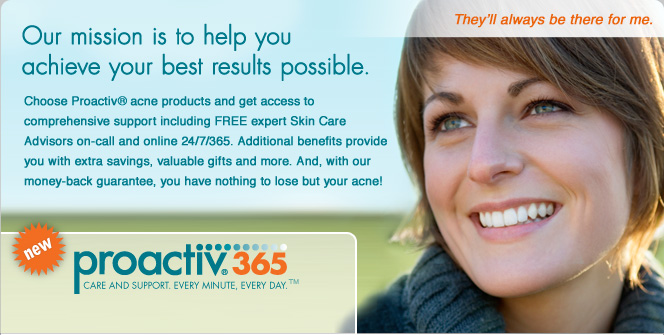 They'll always be there for me.
Our mission is to help you
achieve your best results possible.
Choose Proactiv® acne products and get access to
comprehensive support including FREE expert Skin Care
Advisors on-call and online 24/7/365. Additional benefits provide
you with extra savings, valuable gifts and more. And, with our
money-back guarantee, you have nothing to lose but your acne!
new
proactiv® 365
CARE AND SUPPORT. EVERY MINUTE, EVERY DAY.™